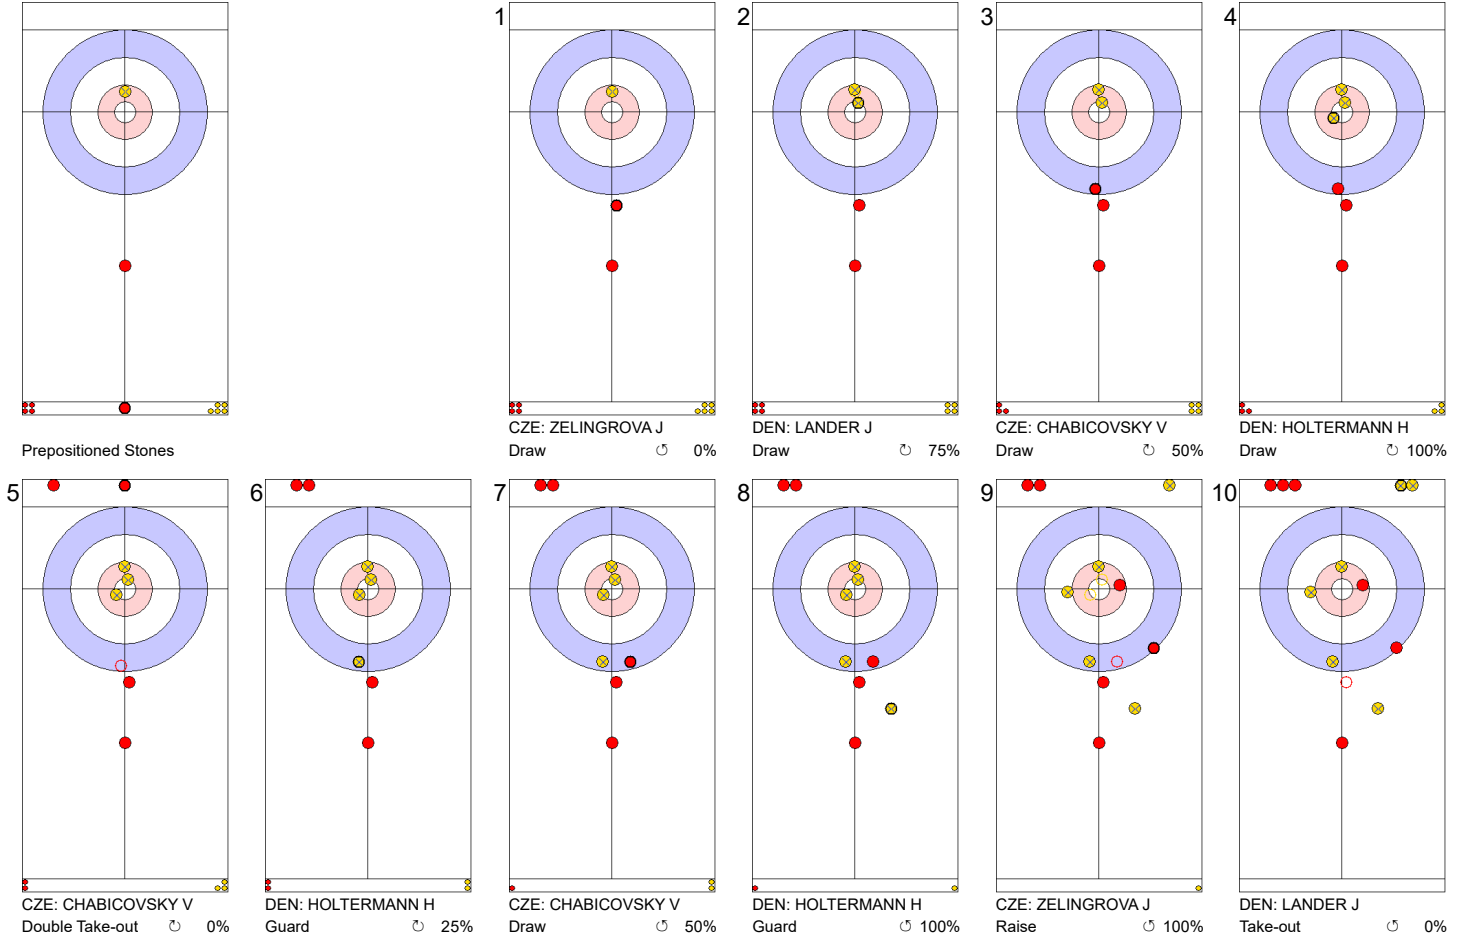 Prepositioned Stones
1
CZE: ZELINGROVA J
Draw ↺ 0%
2
DEN: LANDER J
Draw ↻ 75%
3
CZE: CHABICOVSKY V
Draw ↻ 50%
4
DEN: HOLTERMANN H
Draw ↻ 100%
5
CZE: CHABICOVSKY V
Double Take-out ↻ 0%
6
DEN: HOLTERMANN H
Guard ↻ 25%
7
CZE: CHABICOVSKY V
Draw ↺ 50%
8
DEN: HOLTERMANN H
Guard ↺ 100%
9
CZE: ZELINGROVA J
Raise ↺ 100%
10
DEN: LANDER J
Take-out ↺ 0%